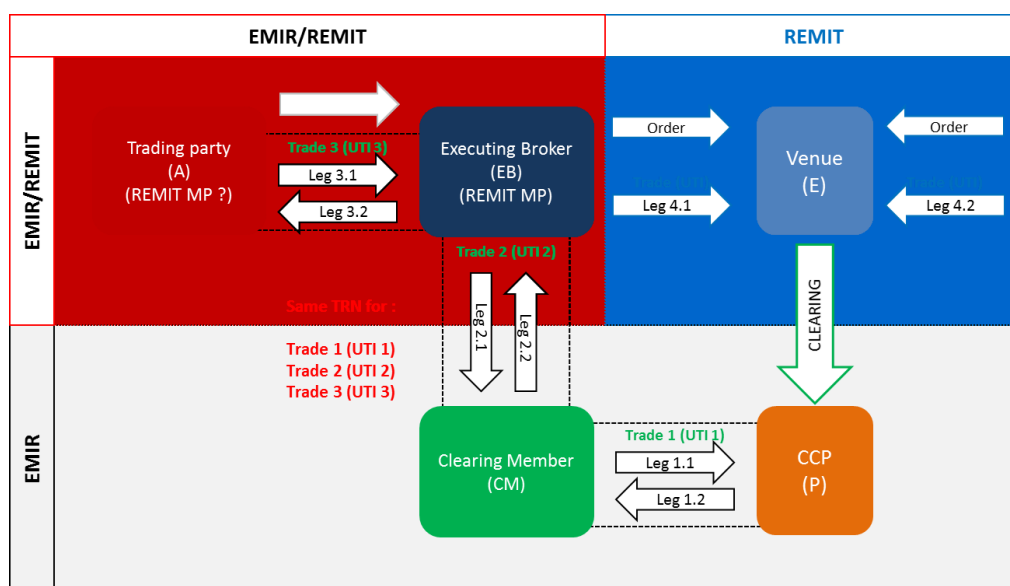 EMIR/REMIT
REMIT
EMIR/REMIT
Trading party
(A)
(REMIT MP ?)
Trade 3 (UTI 3)
Leg 3.1
Leg 3.2
Executing Broker
(EB)
(REMIT MP)
Order
Leg 4.1
Venue
(E)
Order
Leg 4.2
Trade 2 (UTI 2)
Leg 2.1
Leg 2.2
CLEARING
Same TRN for :
Trade 1 (UTI 1)
Trade 2 (UTI 2)
Trade 3 (UTI 3)
EMIR
Clearing Member
(CM)
Trade 1 (UTI 1)
Leg 1.1
Leg 1.2
CCP
(P)